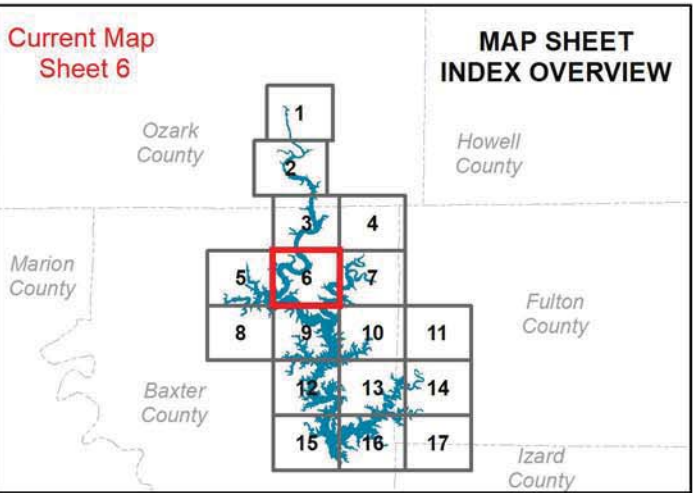 Current Map
Sheet 6
MAP SHEET
INDEX OVERVIEW
Ozark
County
Howell
County
Marion
County
Fulton
County
Baxter
County
Izard
County
1
2
3 4
5 6 7
8 9 10 11
12 13 14
15 16 17